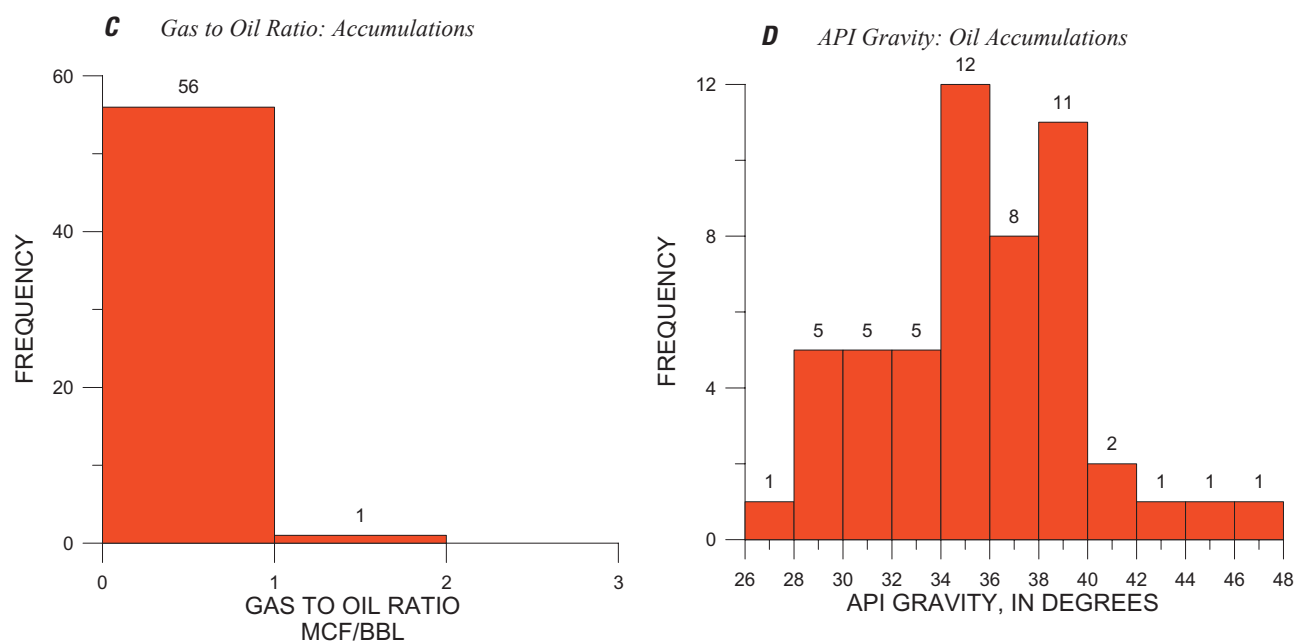 C Gas to Oil Ratio: Accumulations
60
56
40
20
1
0
0 1 2 3
FREQUENCY
GAS TO OIL RATIO
MCF/BBL
D API Gravity: Oil Accumulations
12
12
11
8
8
5 5 5
4
2
1 1 1 1
0
26 28 30 32 34 36 38 40 42 44 46 48
FREQUENCY
API GRAVITY, IN DEGREES